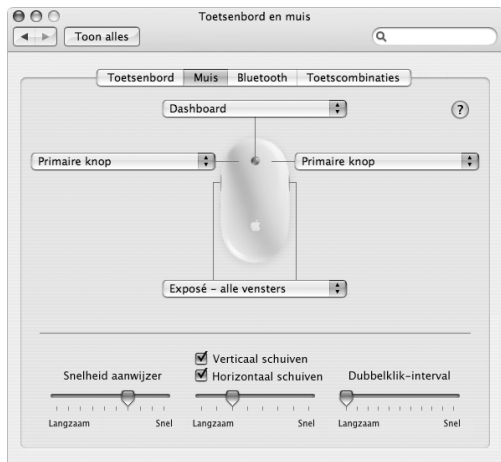 Toetsenbord en muis
Toon alles
Toetsenbord Muis Bluetooth Toetscombinaties
Dashboard
?
Primaire knop Primaire knop
Exposé – alle vensters
Verticaal schuiven
Snelheid aanwijzer Horizontaal schuiven Dubbelklik-interval
Langzaam Snel Langzaam Snel Langzaam Snel